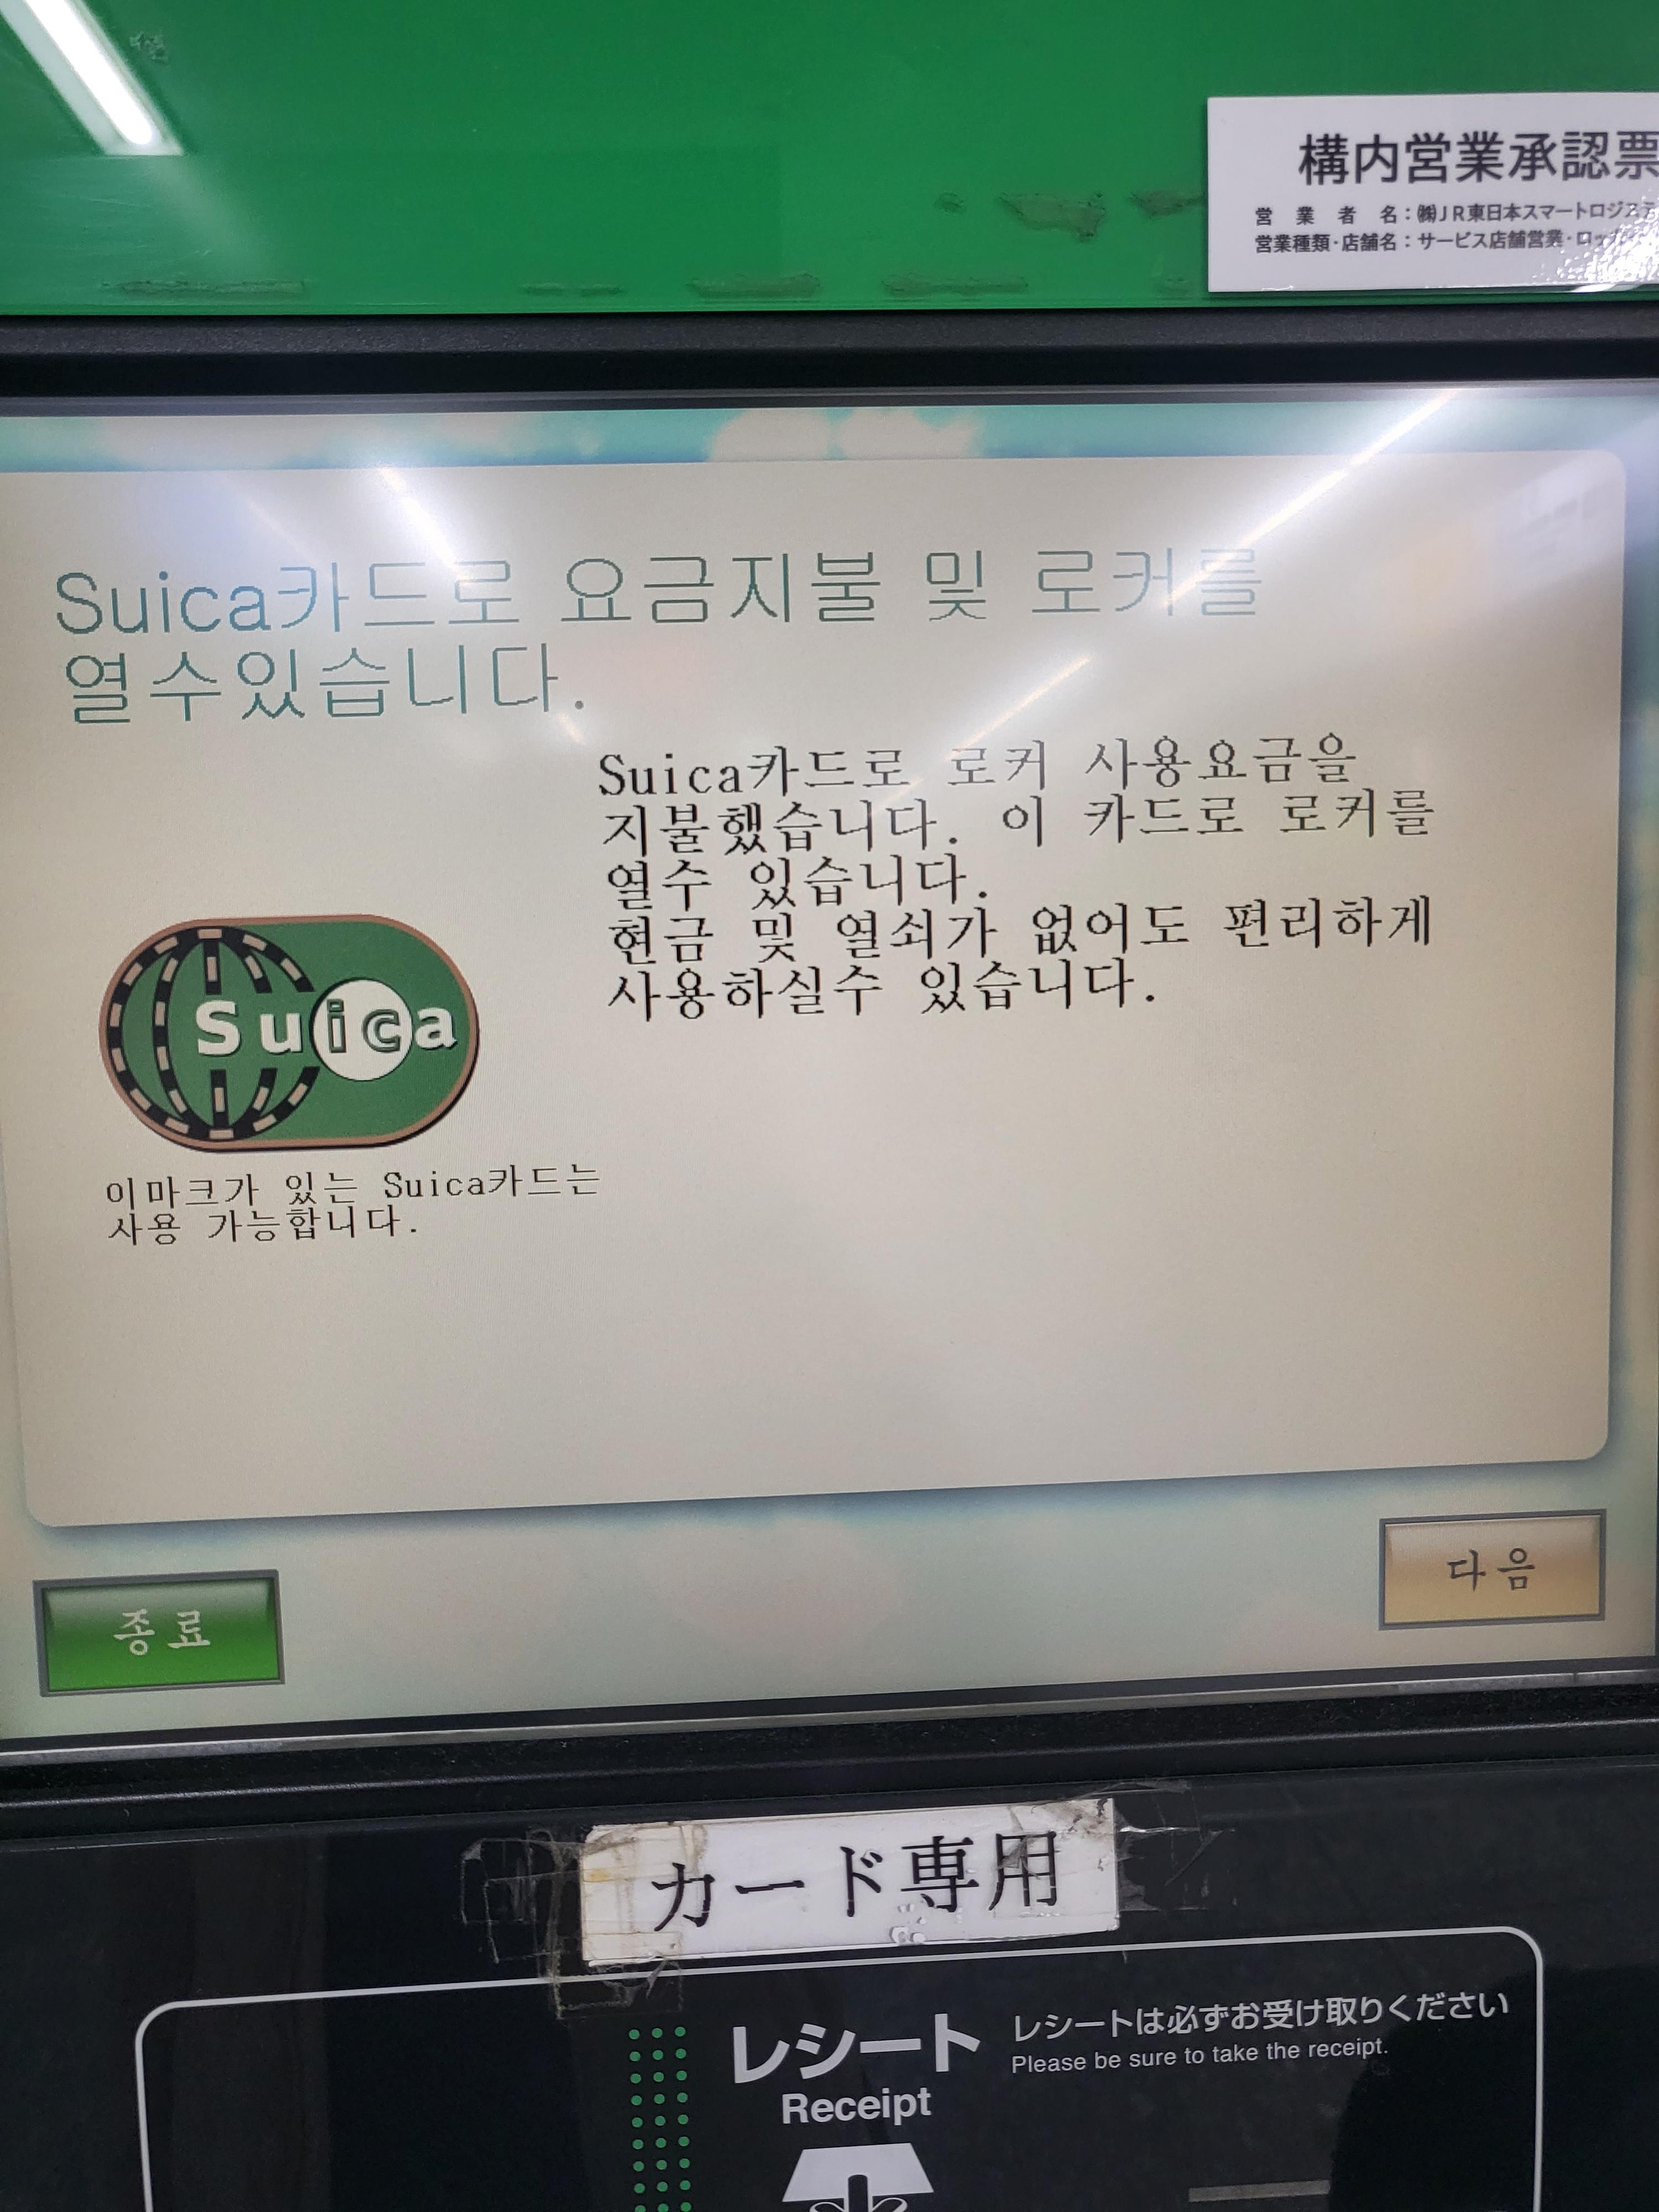 構内営業承認票
営業者名：㈱JR東日本スマートロジステ
営業種類・店舗名：サービス店舗営業・ロッカー
Suica카드로 요금지불 및 로커를
열수있습니다.
Suica카드로 로커 사용요금을
지불했습니다. 이 카드로 로커를
열수 있습니다.
현금 및 열쇠가 없어도 편리하게
사용하실수 있습니다.
Suica
이마크가 있는 Suica카드는
사용 가능합니다.
다음
종료
カード専用
レシート
レシートは必ずお受け取りください
Please be sure to take the receipt.
Receipt